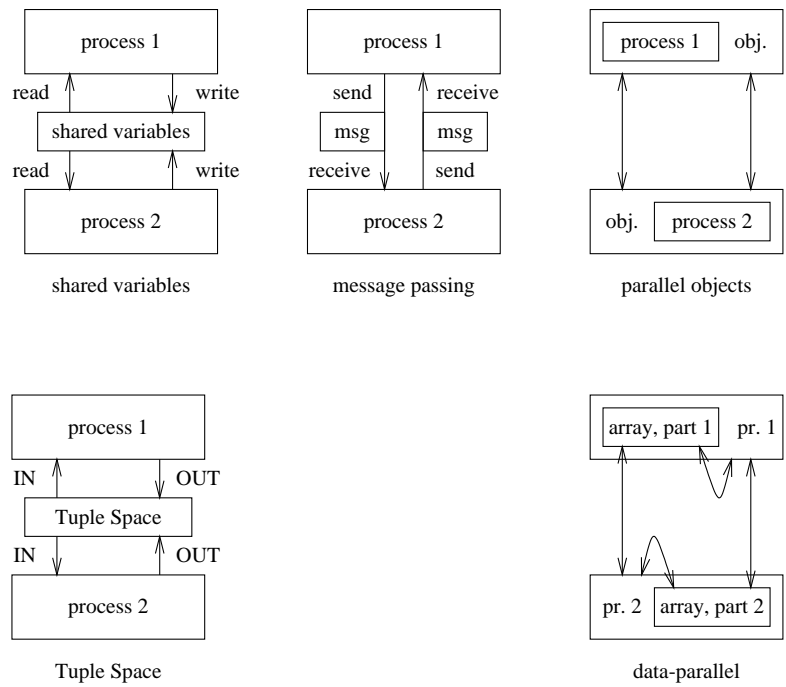 process 1
read
write
shared variables
read
write
process 2
shared variables
process 1
send
receive
msg
msg
receive
send
process 2
message passing
process 1
obj.
obj.
process 2
parallel objects
process 1
IN
OUT
Tuple Space
IN
OUT
process 2
Tuple Space
array, part 1
pr. 1
pr. 2
array, part 2
data-parallel